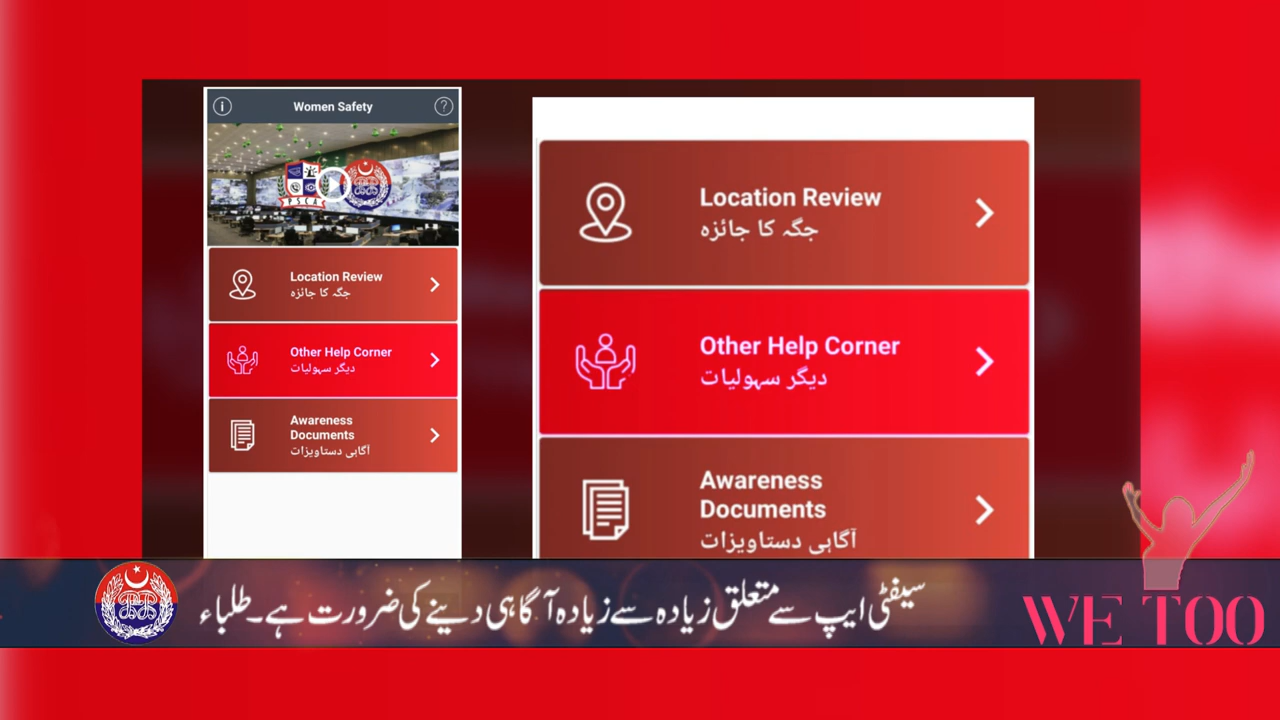 Women Safety
PSCA
Location Review
جگہ کا جائزہ
Other Help Corner
دیگر سہولیات
Awareness
Documents
آگاہی دستاویزات
Location Review
جگہ کا جائزہ
Other Help Corner
دیگر سہولیات
Awareness
Documents
آگاہی دستاویزات
سیفٹی ایپ سے متعلق زیادہ سے زیادہ آگاہی دینے کی ضرورت ہے۔ طلباء
WE TOO